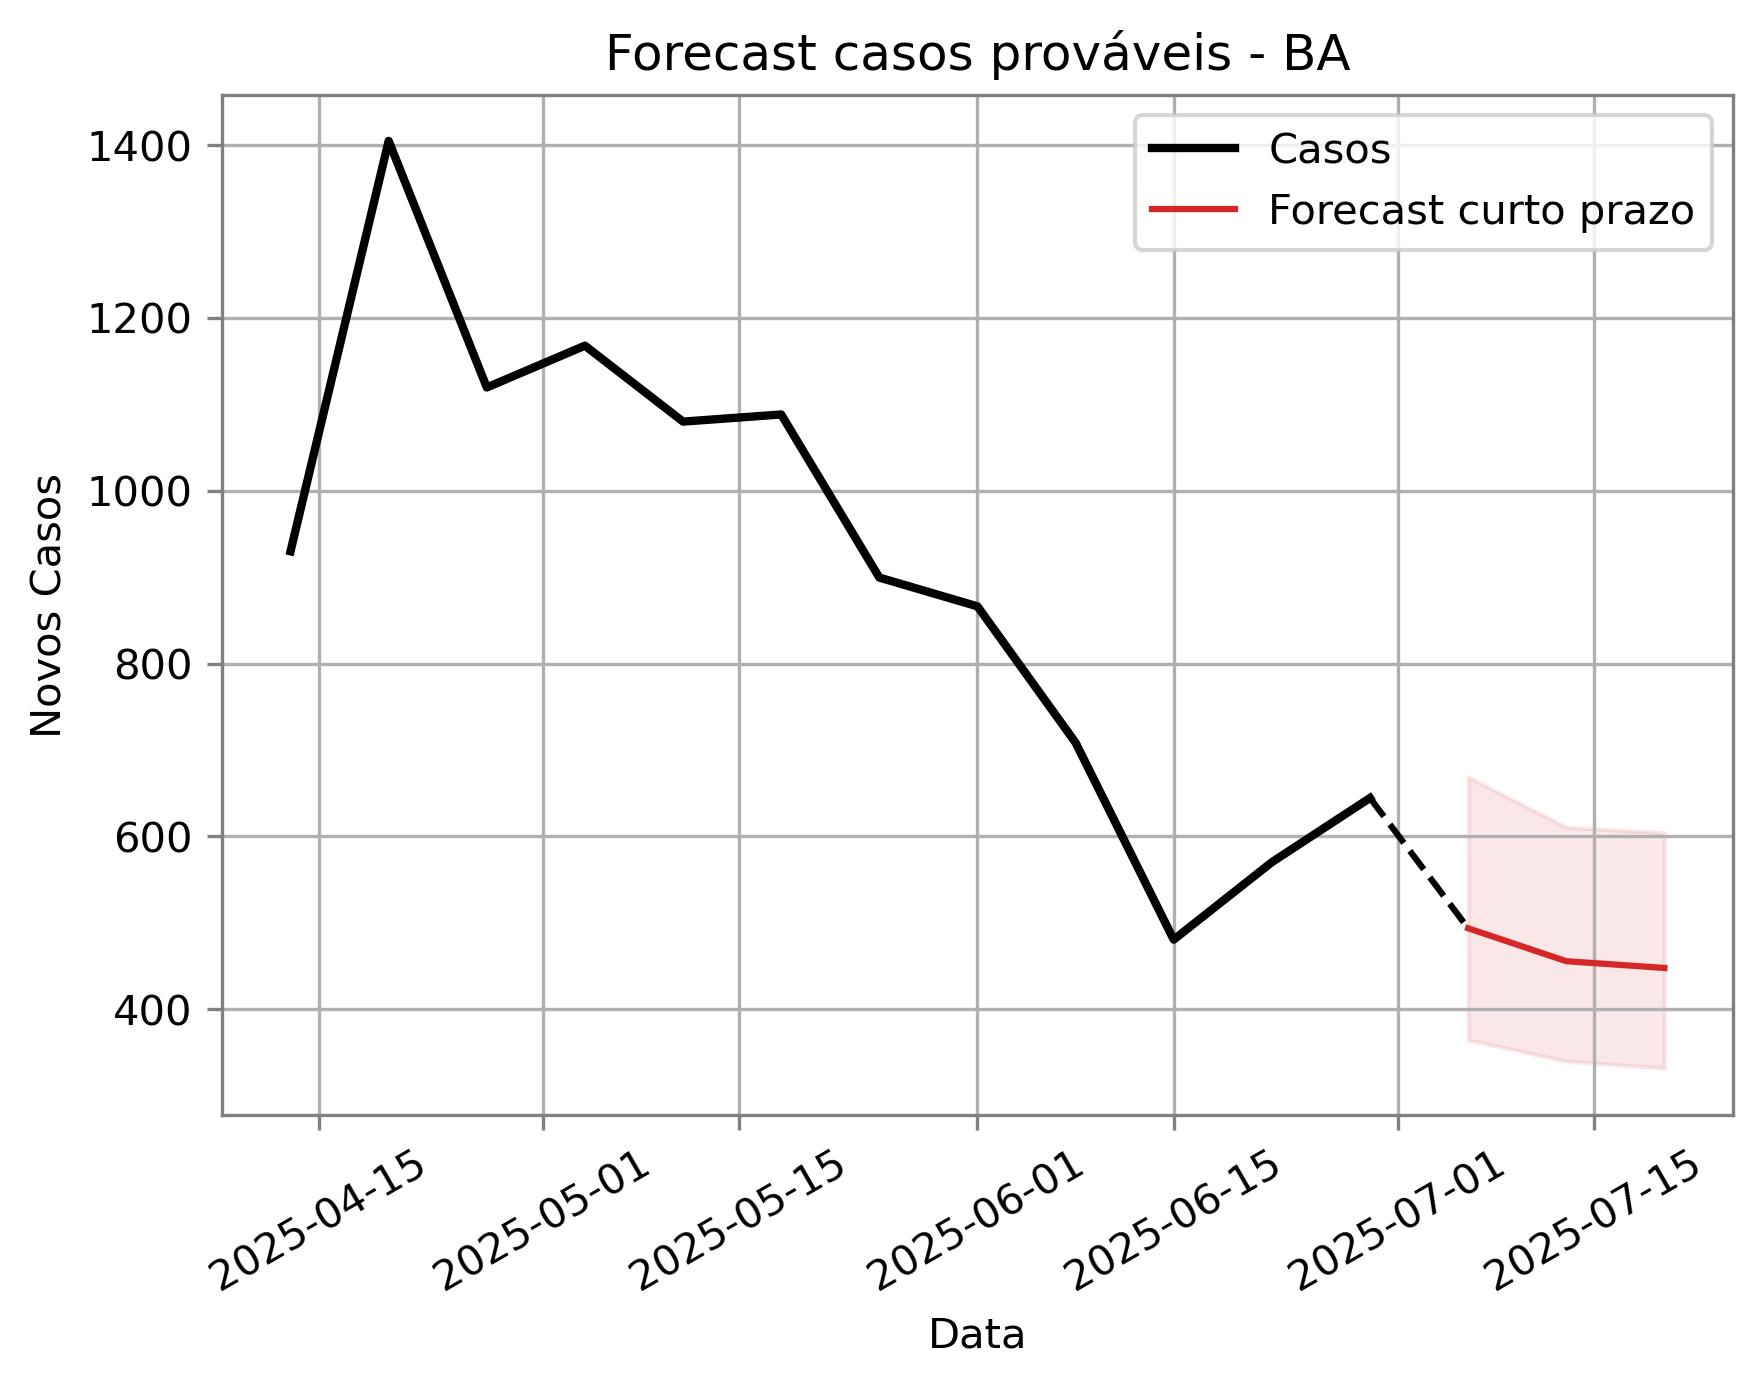 Forecast casos prováveis - BA
Casos
Forecast curto prazo
1400
1200
1000
800
600
400
Novos Casos
2025-04-15
2025-05-01
2025-05-15
2025-06-01
2025-06-15
2025-07-01
2025-07-15
Data